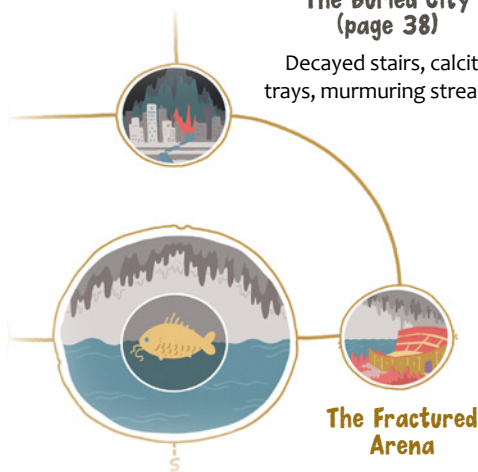 The Buried City
(page 38)
Decayed stairs, calcit
trays, murmuring strea
The Fractured
Arena
S